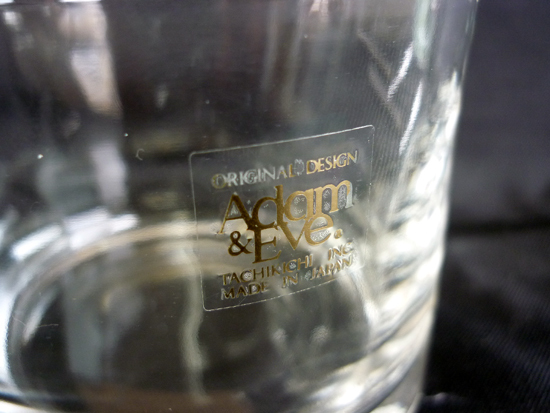 ORIGINAL DESIGN
Adam
& Eve.
TACHIKICHI, INC.
MADE IN JAPAN